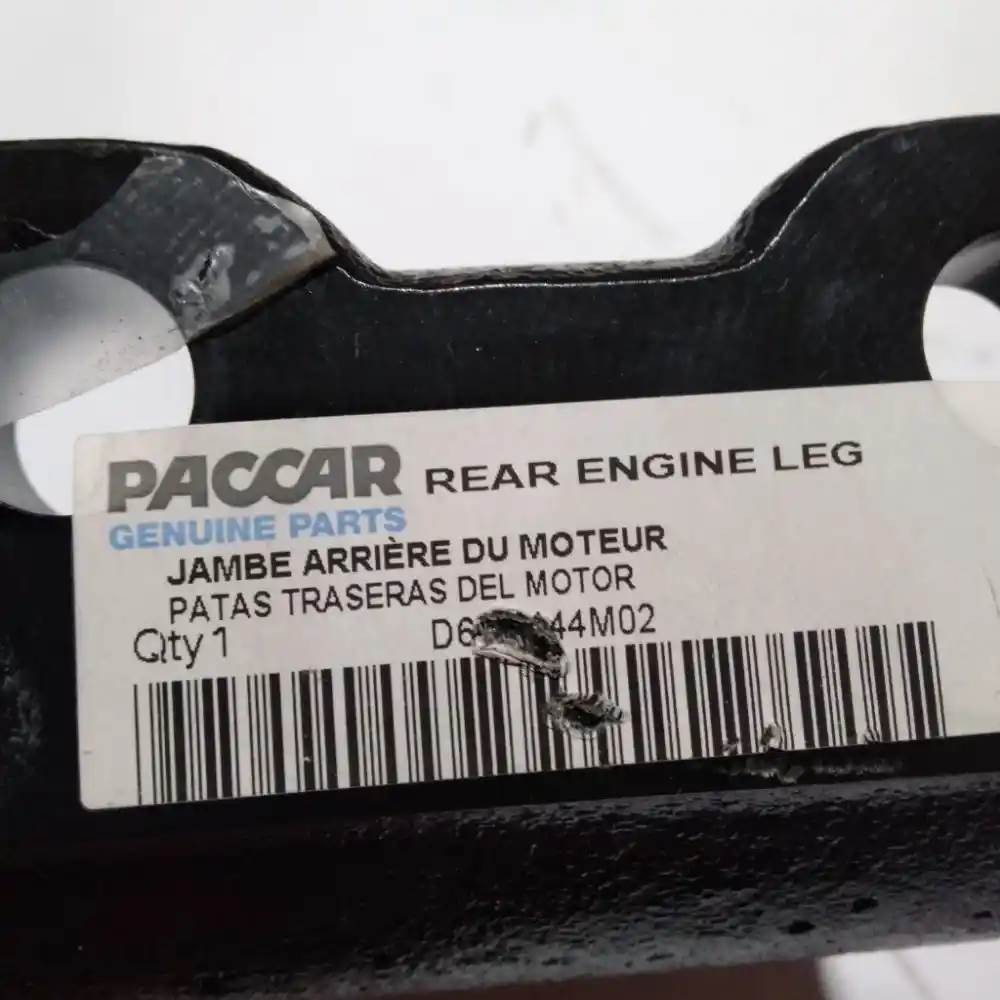 PACCAR REAR ENGINE LEG
GENUINE PARTS
JAMBE ARRIÈRE DU MOTEUR
PATAS TRASERAS DEL MOTOR
Qty 1